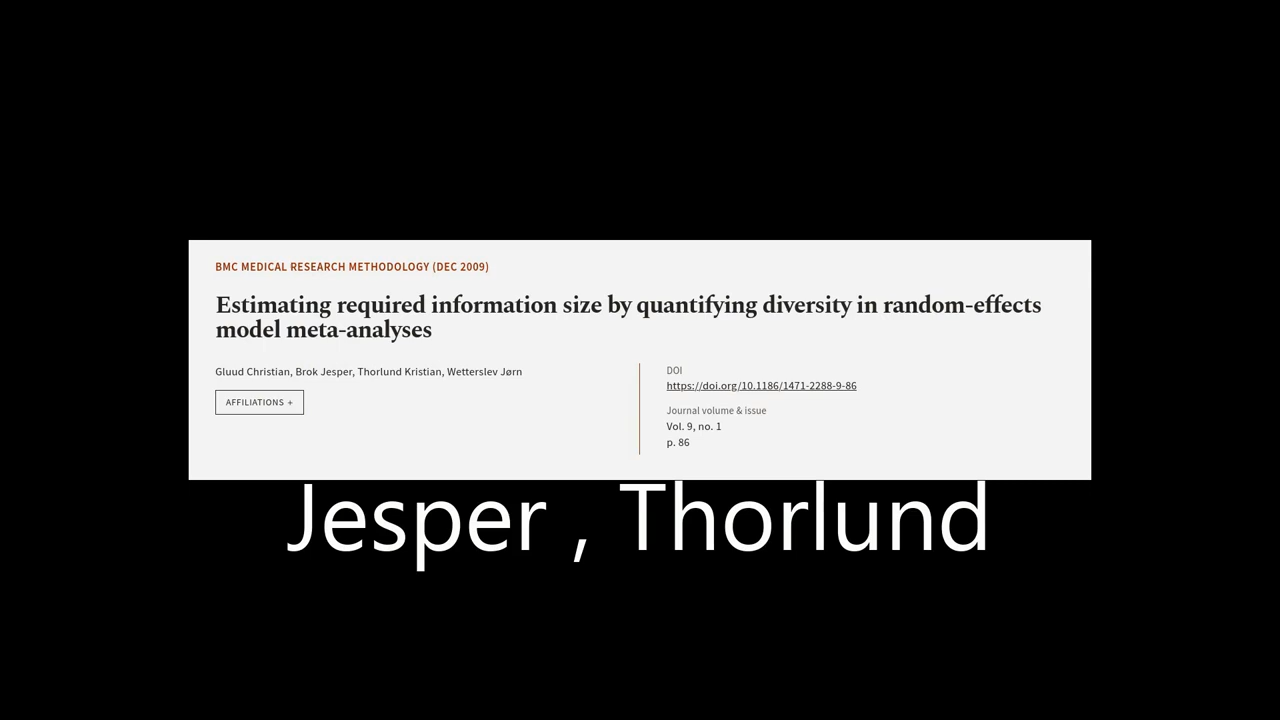 BMC MEDICAL RESEARCH METHODOLOGY (DEC 2009)
Estimating required information size by quantifying diversity in random-effects
model meta-analyses
Gluud Christian, Brok Jesper, Thorlund Kristian, Wetterslev Jørn
AFFILIATIONS +
DOI
https://doi.org/10.1186/1471-2288-9-86
Journal volume & issue
Vol. 9, no. 1
p. 86
Jesper , Thorlund